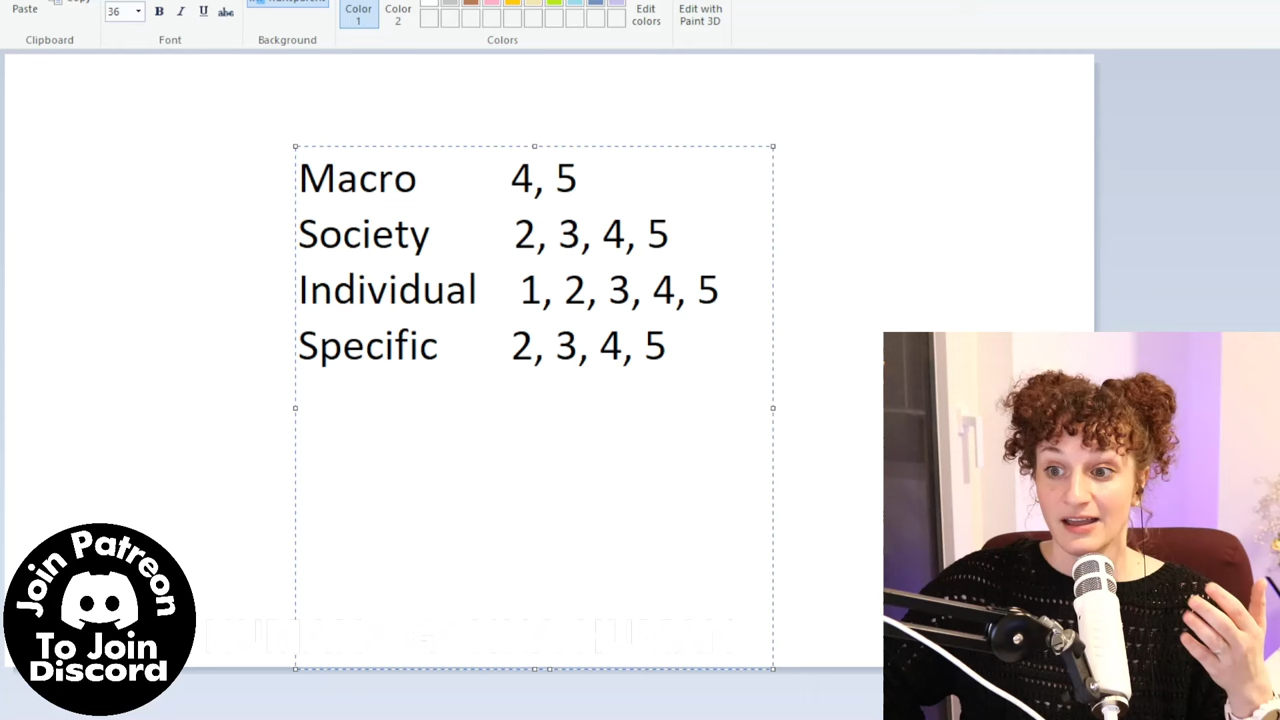 Paste
36
B I U abc
Transparent
Color 1
Color 2
Edit colors
Edit with Paint 3D
Clipboard
Font
Background
Colors
Macro 4, 5
Society 2, 3, 4, 5
Individual 1, 2, 3, 4, 5
Specific 2, 3, 4, 5
Join Patreon
To Join
Discord